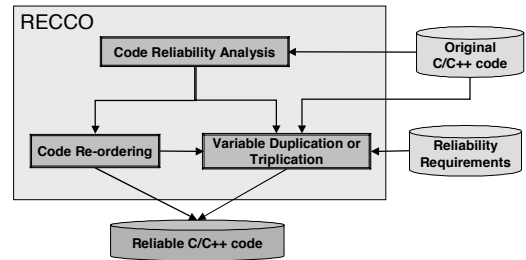 RECCO
Code Reliability Analysis
Original
C/C++ code
Code Re-ordering
Variable Duplication or
Triplication
Reliability
Requirements
Reliable C/C++ code